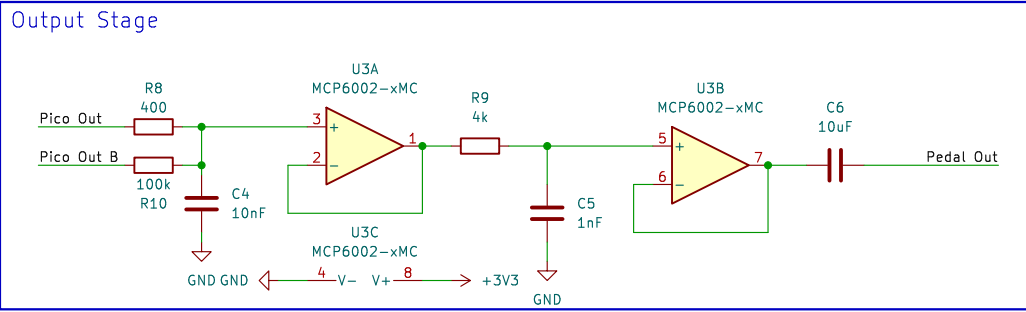 Output Stage
U3A
MCP6002-xMC
R8
400
R9
4k
U3B
MCP6002-xMC
C6
10uF
Pico Out
3
+
1
2
−
5
+
7
6
−
Pico Out B
Pedal Out
100k
R10
C4
10nF
C5
1nF
U3C
MCP6002-xMC
GND
GND
4
V-
V+
8
+3V3
GND